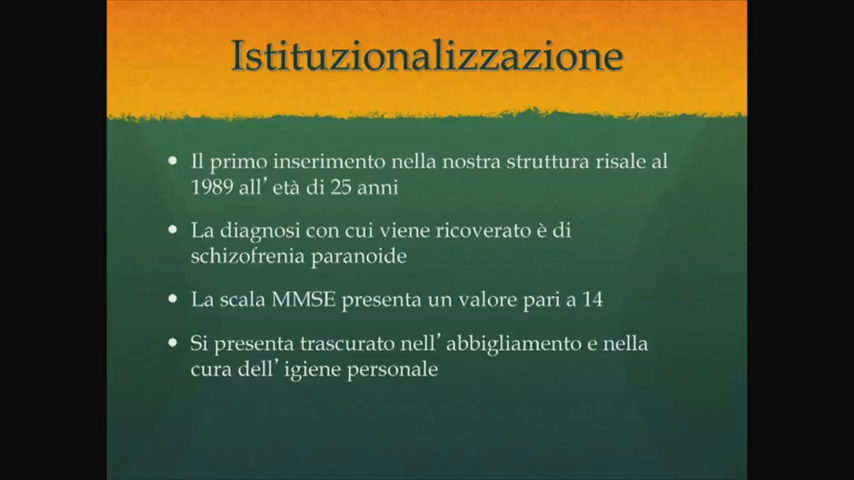 Istituzionalizzazione
• Il primo inserimento nella nostra struttura risale al
1989 all’ età di 25 anni
• La diagnosi con cui viene ricoverato è di
schizofrenia paranoide
• La scala MMSE presenta un valore pari a 14
• Si presenta trascurato nell’ abbigliamento e nella
cura dell’ igiene personale